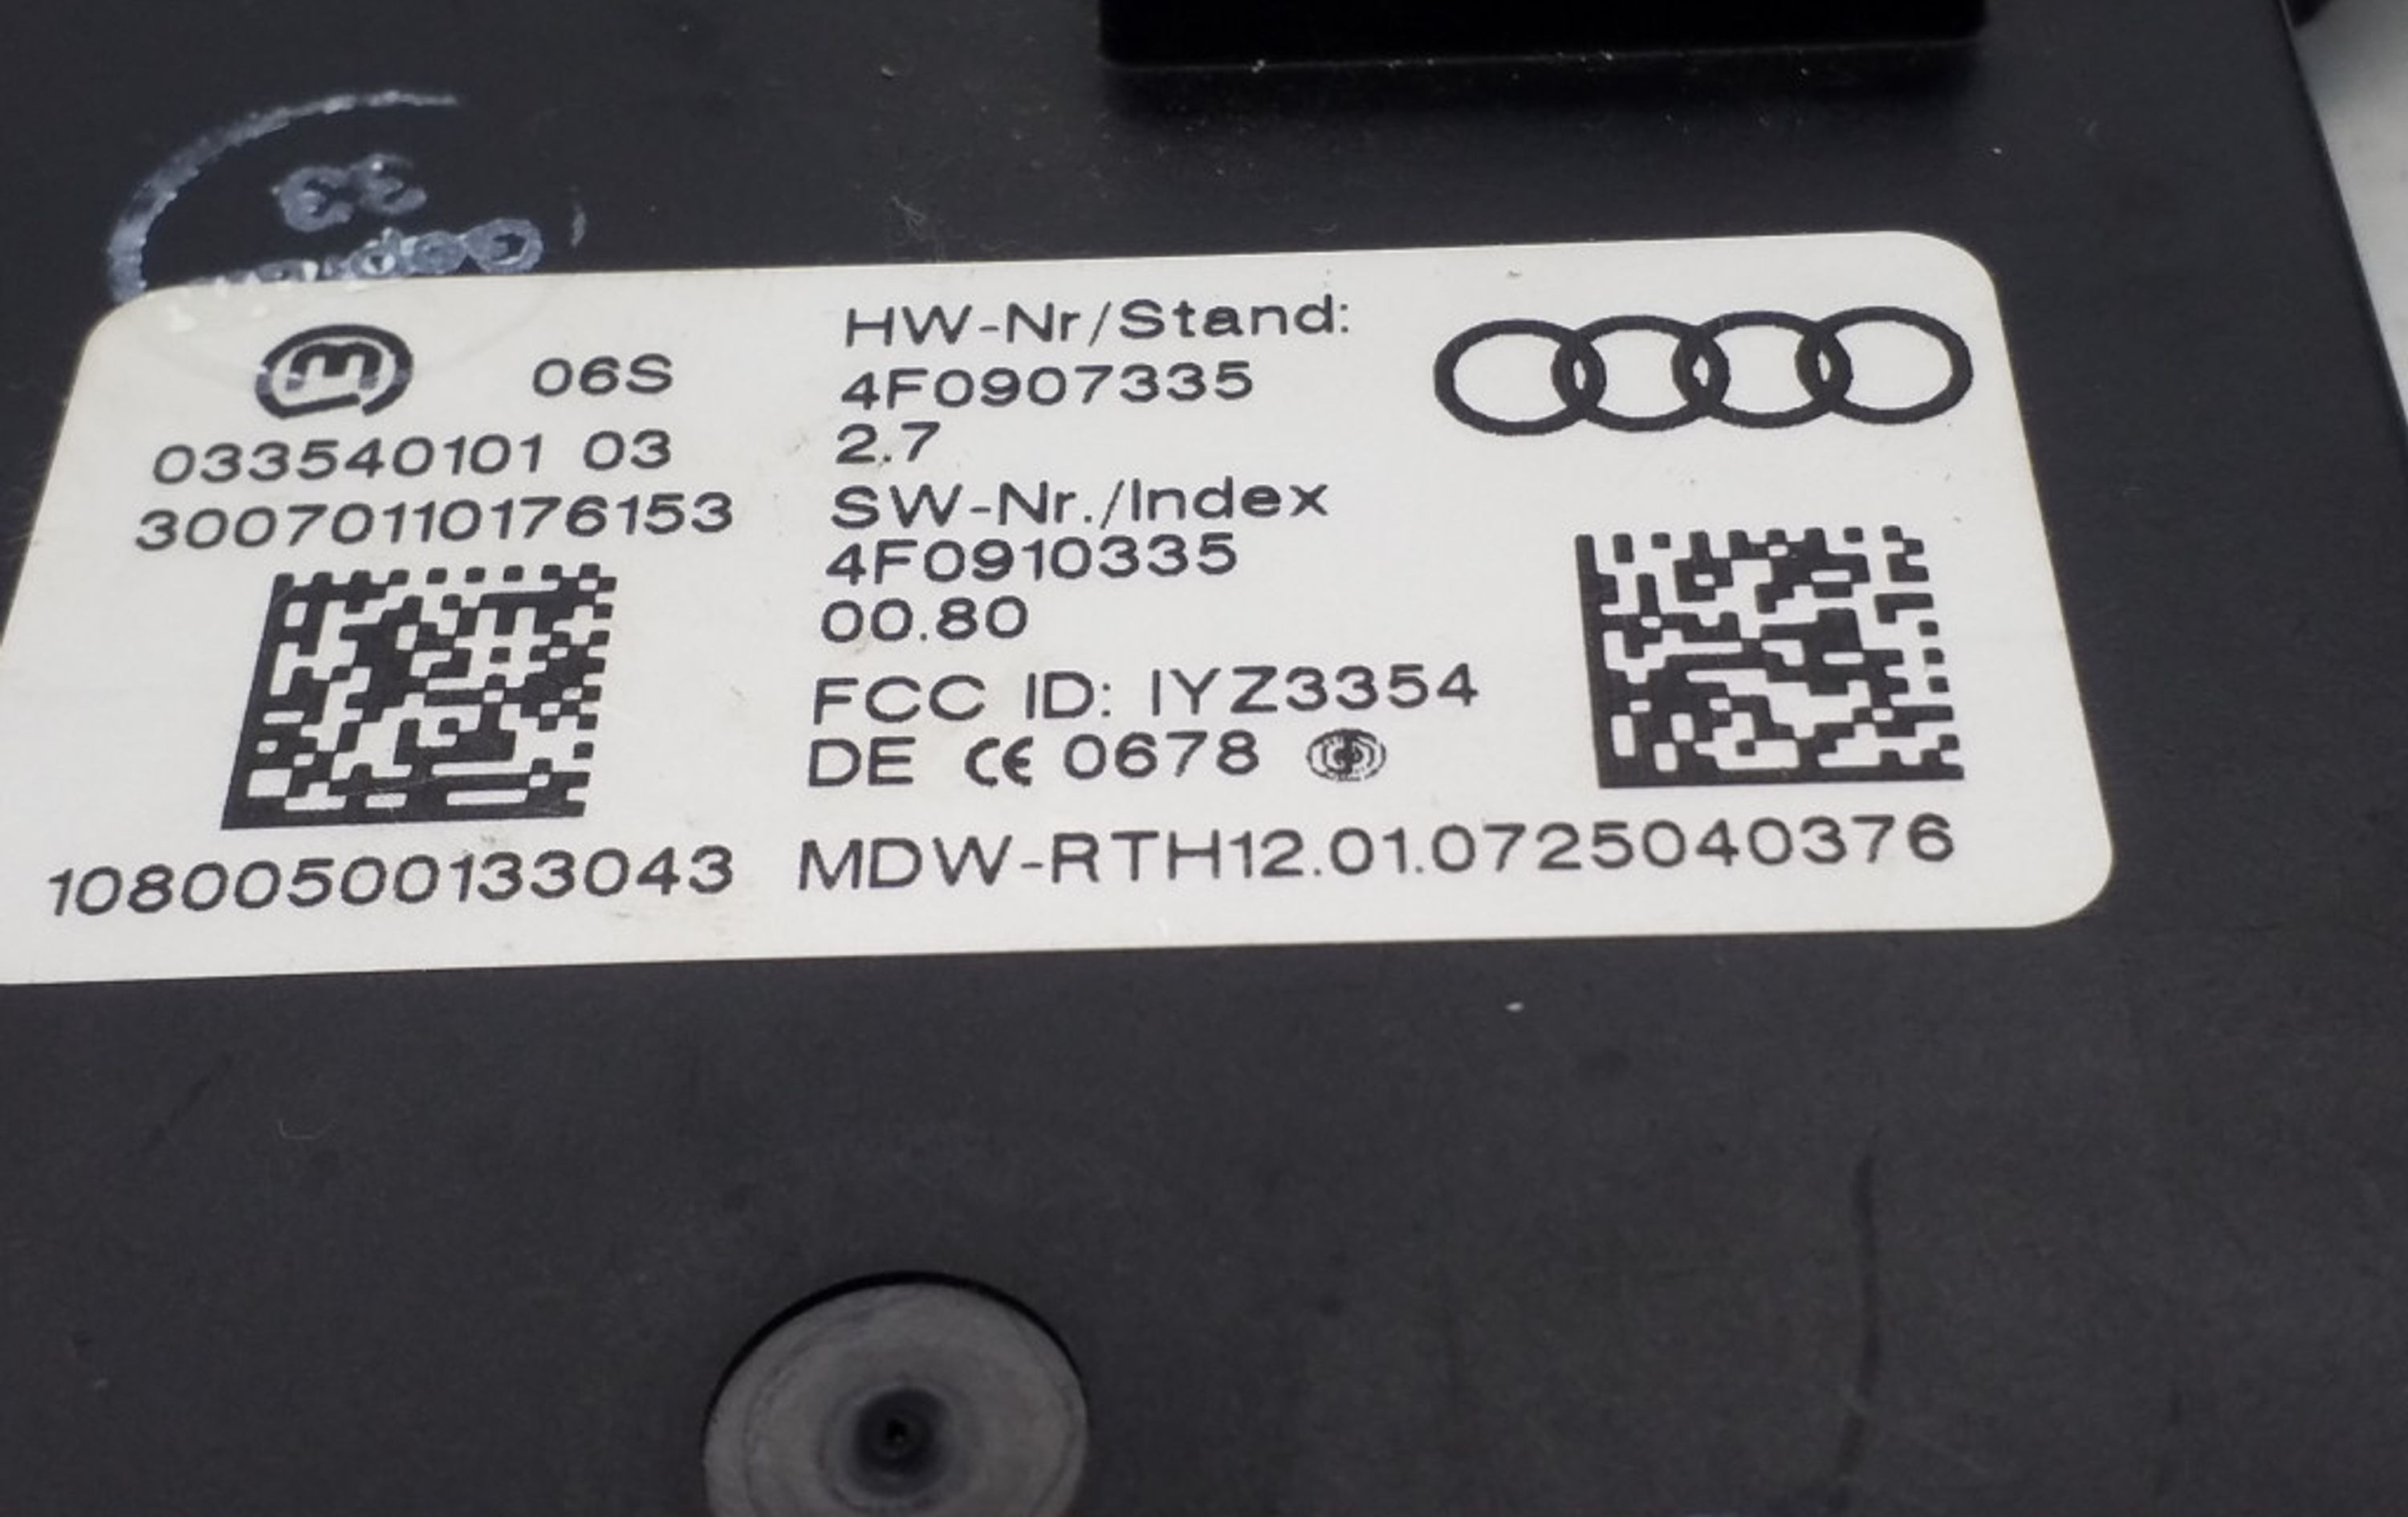 33
06S
033540101 03
30070110176153
10800500133043
HW-Nr/Stand:
4F0907335
2.7
SW-Nr./Index
4F0910335
00.80
FCC ID: IYZ3354
DE CE 0678
MDW-RTH12.01.0725040376